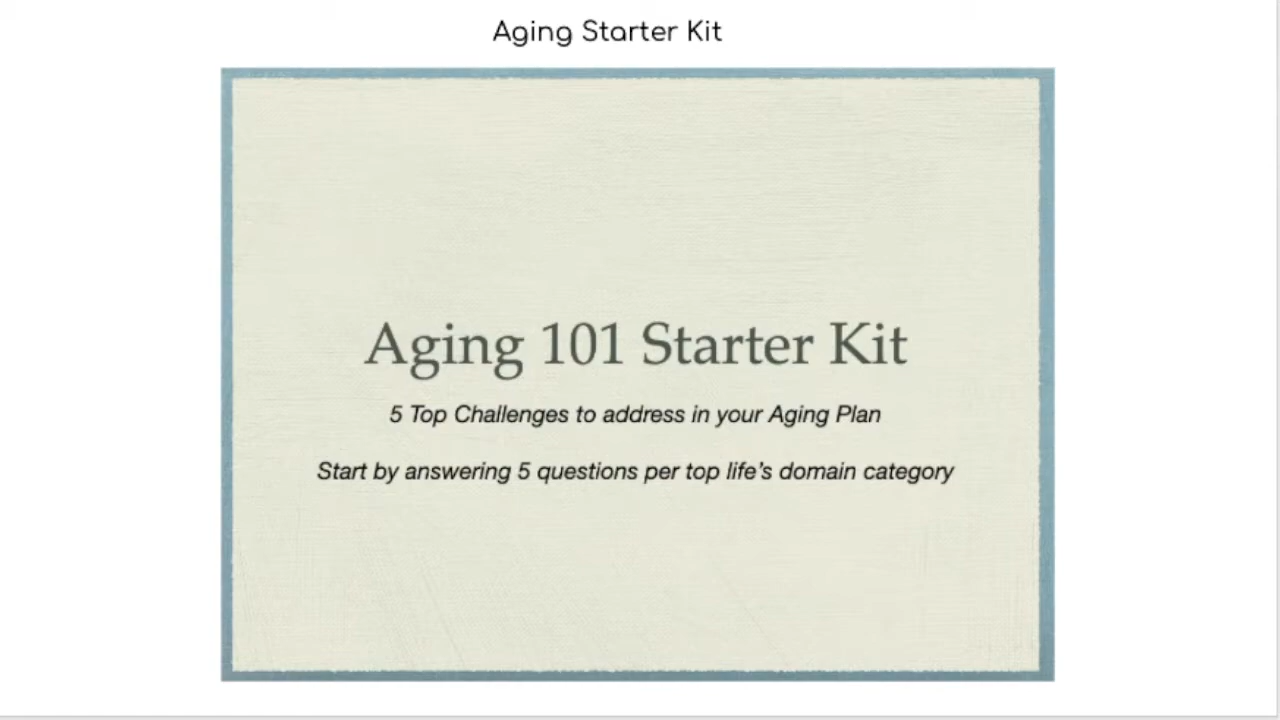 Aging Starter Kit
Aging 101 Starter Kit
5 Top Challenges to address in your Aging Plan
Start by answering 5 questions per top life's domain category